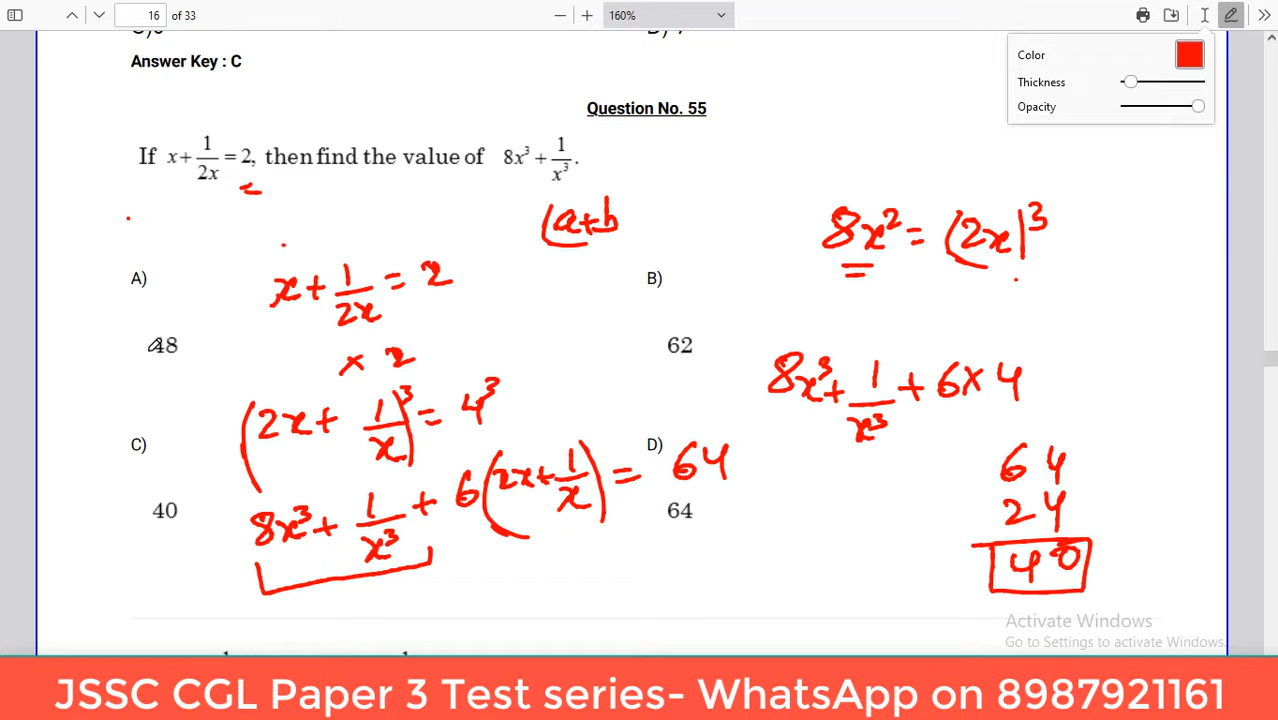 16 of 33
160%
C) 6
Answer Key : C
Color
Thickness
Opacity
Question No. 55
If x + 1/2x = 2, then find the value of 8x³ + 1/x³.
(a+b
8x² = (2x)³
A)
x + 1/2x = 2
B)
48
× 2
62
8x³ + 1/x³ + 6 × 4
(2x + 1/x)³ = 4³
C)
D)
8x³ + 1/x³ + 6(2x + 1/x) = 64
64
24
40
40
64
Activate Windows
Go to Settings to activate Windows.
JSSC CGL Paper 3 Test series- WhatsApp on 8987921161